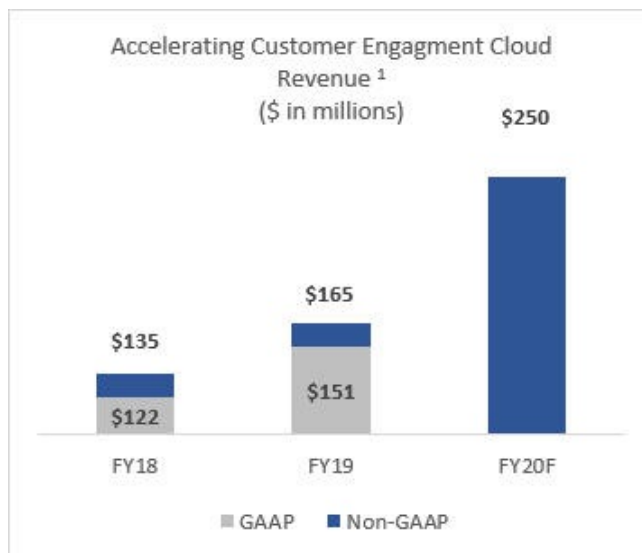 Accelerating Customer Engagment Cloud
Revenue ¹
($ in millions)
$250
$165
$135
$151
$122
FY18 FY19 FY20F
GAAP Non-GAAP